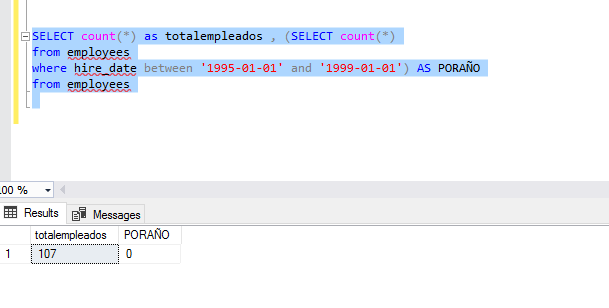 SELECT count(*) as totalempleados , (SELECT count(*)
from employees
where hire_date between '1995-01-01' and '1999-01-01') AS PORAÑO
from employees
.00 %
Results Messages
totalempleados PORAÑO
1 107 0